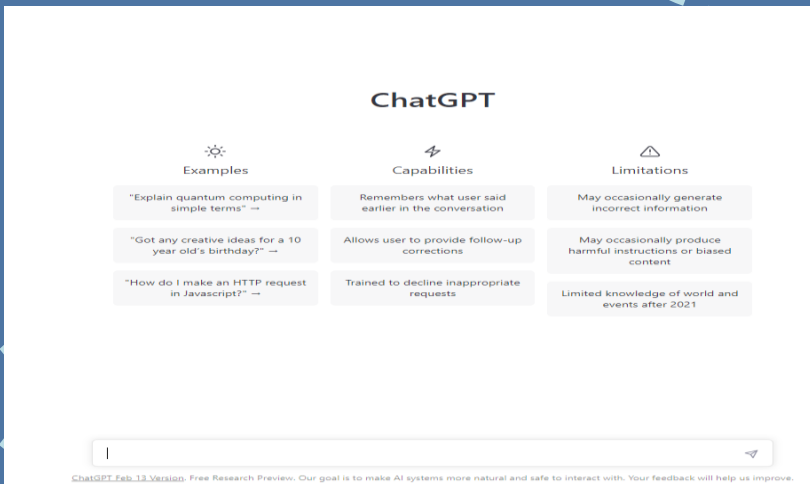 ChatGPT
Examples
Capabilities
Limitations
"Explain quantum computing in
simple terms" →
Remembers what user said
earlier in the conversation
May occasionally generate
incorrect information
"Got any creative ideas for a 10
year old's birthday?" →
Allows user to provide follow-up
corrections
May occasionally produce
harmful instructions or biased
content
"How do I make an HTTP request
in Javascript?" →
Trained to decline inappropriate
requests
Limited knowledge of world and
events after 2021
ChatGPT Feb 13 Version. Free Research Preview. Our goal is to make AI systems more natural and safe to interact with. Your feedback will help us improve.